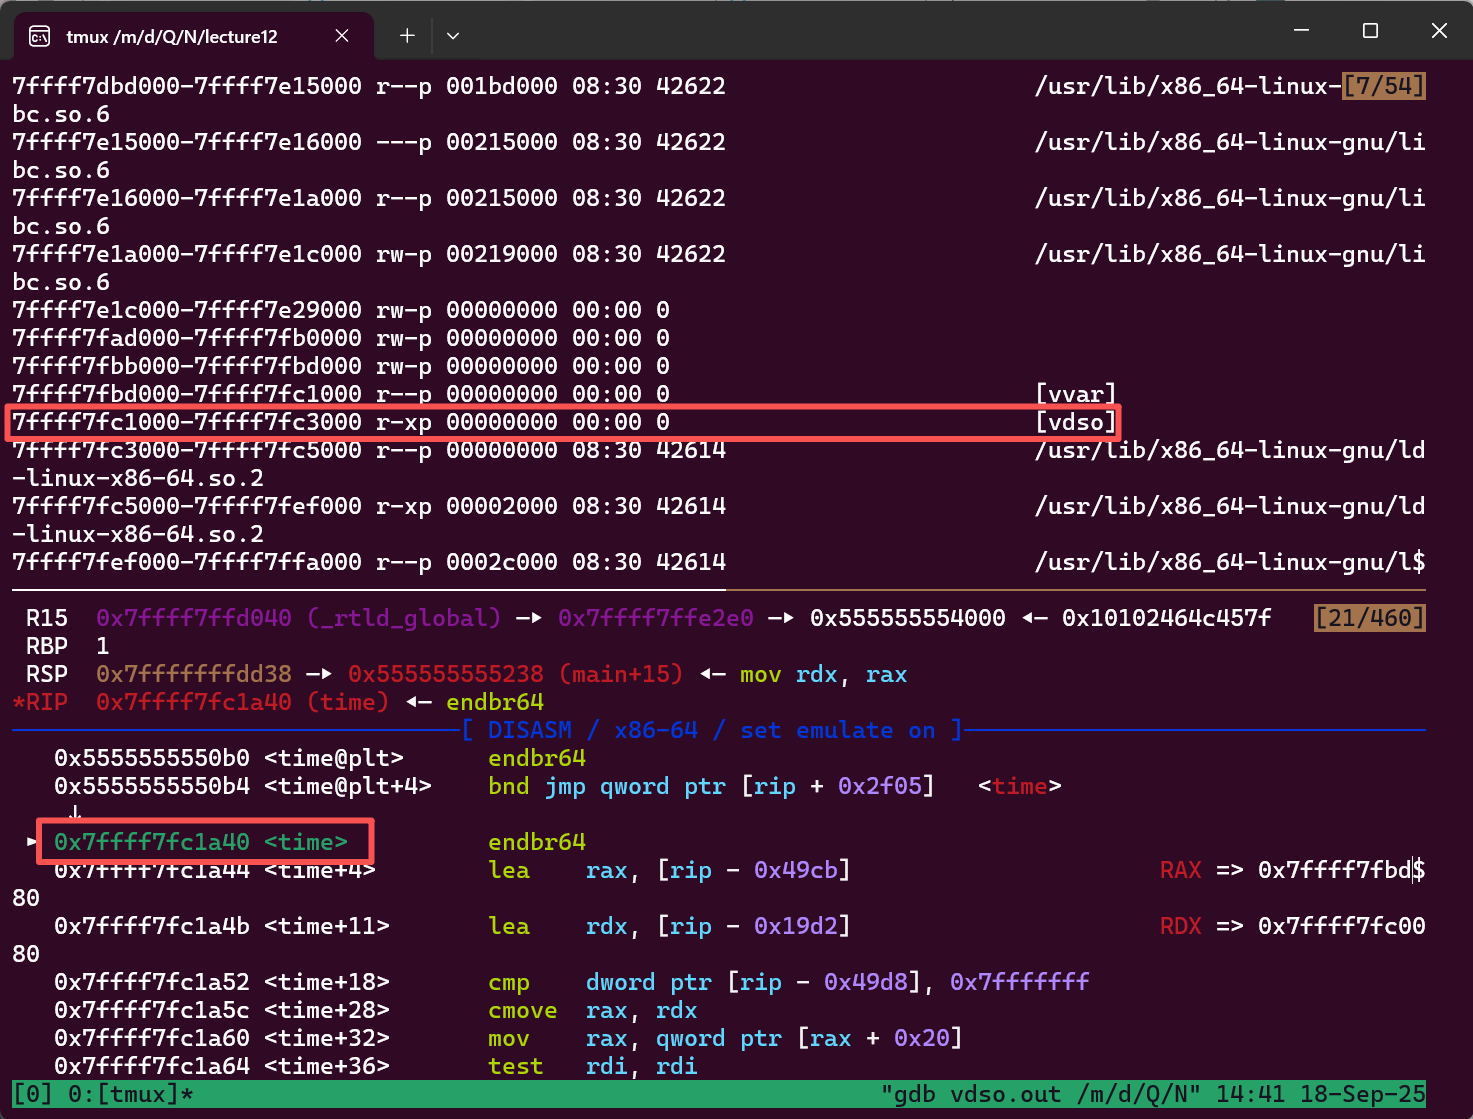 tmux /m/d/Q/N/lecture12
7ffff7dbd000-7ffff7e15000 r--p 001bd000 08:30 42622 /usr/lib/x86_64-linux-[7/54]
bc.so.6
7ffff7e15000-7ffff7e16000 ---p 00215000 08:30 42622 /usr/lib/x86_64-linux-gnu/li
bc.so.6
7ffff7e16000-7ffff7e1a000 r--p 00215000 08:30 42622 /usr/lib/x86_64-linux-gnu/li
bc.so.6
7ffff7e1a000-7ffff7e1c000 rw-p 00219000 08:30 42622 /usr/lib/x86_64-linux-gnu/li
bc.so.6
7ffff7e1c000-7ffff7e29000 rw-p 00000000 00:00 0
7ffff7fad000-7ffff7fb0000 rw-p 00000000 00:00 0
7ffff7fbb000-7ffff7fbd000 rw-p 00000000 00:00 0
7ffff7fbd000-7ffff7fc1000 r--p 00000000 00:00 0 [vvar]
7ffff7fc1000-7ffff7fc3000 r-xp 00000000 00:00 0 [vdso]
7ffff7fc3000-7ffff7fc5000 r--p 00000000 08:30 42614 /usr/lib/x86_64-linux-gnu/ld
-linux-x86-64.so.2
7ffff7fc5000-7ffff7fef000 r-xp 00002000 08:30 42614 /usr/lib/x86_64-linux-gnu/ld
-linux-x86-64.so.2
7ffff7fef000-7ffff7ffa000 r--p 0002c000 08:30 42614 /usr/lib/x86_64-linux-gnu/l$
R15 0x7ffff7ffd040 (_rtld_global) —▸ 0x7ffff7ffe2e0 —▸ 0x555555554000 ◂— 0x10102464c457f [21/460]
RBP 1
RSP 0x7fffffffdd38 —▸ 0x555555555238 (main+15) ◂— mov rdx, rax
*RIP 0x7ffff7fc1a40 (time) ◂— endbr64
[ DISASM / x86-64 / set emulate on ]
0x5555555550b0 <time@plt> endbr64
0x5555555550b4 <time@plt+4> bnd jmp qword ptr [rip + 0x2f05] <time>
↓
► 0x7ffff7fc1a40 <time> endbr64
0x7ffff7fc1a44 <time+4> lea rax, [rip - 0x49cb] RAX => 0x7ffff7fbd$
80
0x7ffff7fc1a4b <time+11> lea rdx, [rip - 0x19d2] RDX => 0x7ffff7fc00
80
0x7ffff7fc1a52 <time+18> cmp dword ptr [rip - 0x49d8], 0x7fffffff
0x7ffff7fc1a5c <time+28> cmove rax, rdx
0x7ffff7fc1a60 <time+32> mov rax, qword ptr [rax + 0x20]
0x7ffff7fc1a64 <time+36> test rdi, rdi
[0] 0:[tmux]* "gdb vdso.out /m/d/Q/N" 14:41 18-Sep-25